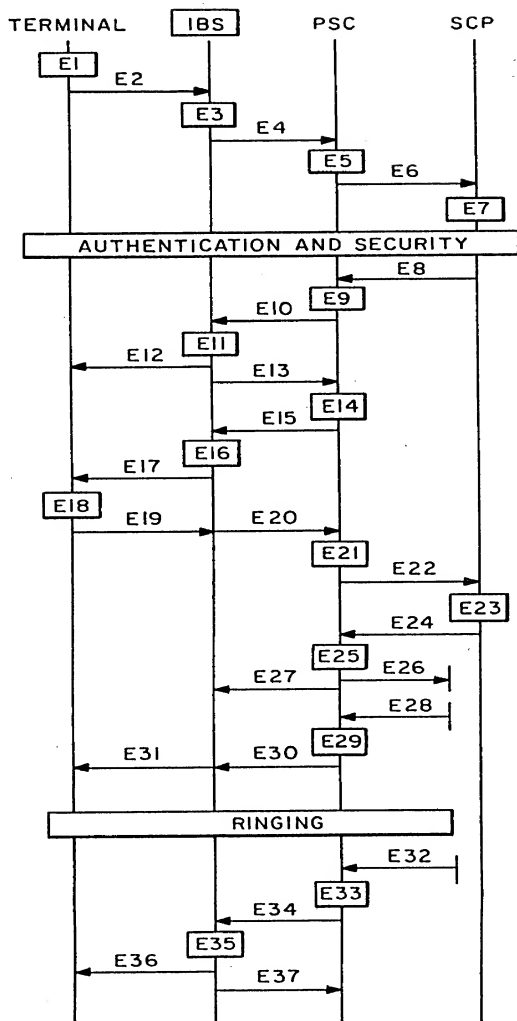 TERMINAL IBS PSC SCP
E1
E2
E3
E4
E5
E6
E7
AUTHENTICATION AND SECURITY
E8
E9
E10
E11
E12
E13
E14
E15
E16
E17
E18
E19 E20
E21
E22
E23
E24
E25
E26
E27
E28
E29
E31 E30
RINGING
E32
E33
E34
E35
E36
E37